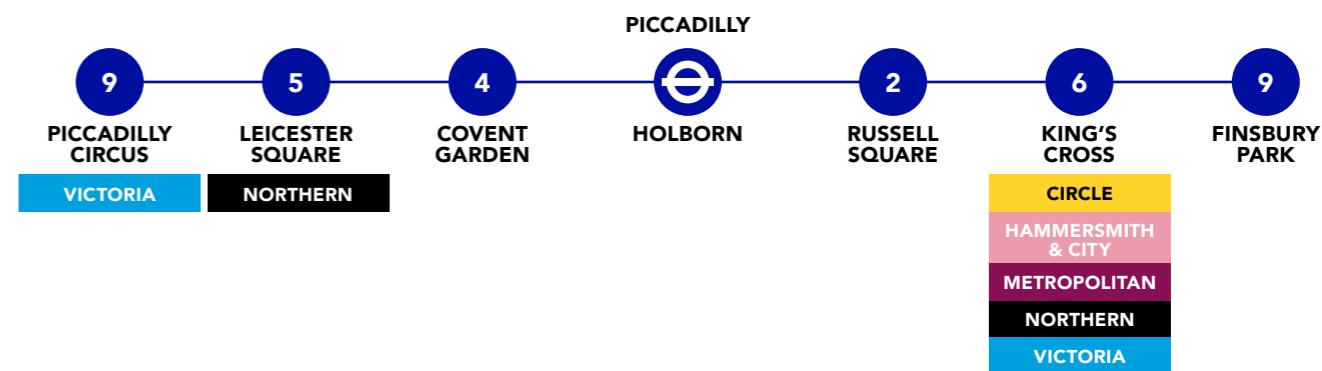 PICCADILLY
9
5
4
2
6
9
PICCADILLY
CIRCUS
LEICESTER
SQUARE
COVENT
GARDEN
HOLBORN
RUSSELL
SQUARE
KING'S
CROSS
FINSBURY
PARK
VICTORIA
NORTHERN
CIRCLE
HAMMERSMITH
& CITY
METROPOLITAN
NORTHERN
VICTORIA